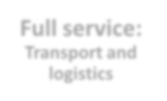 Full service:
Transport and
logistics